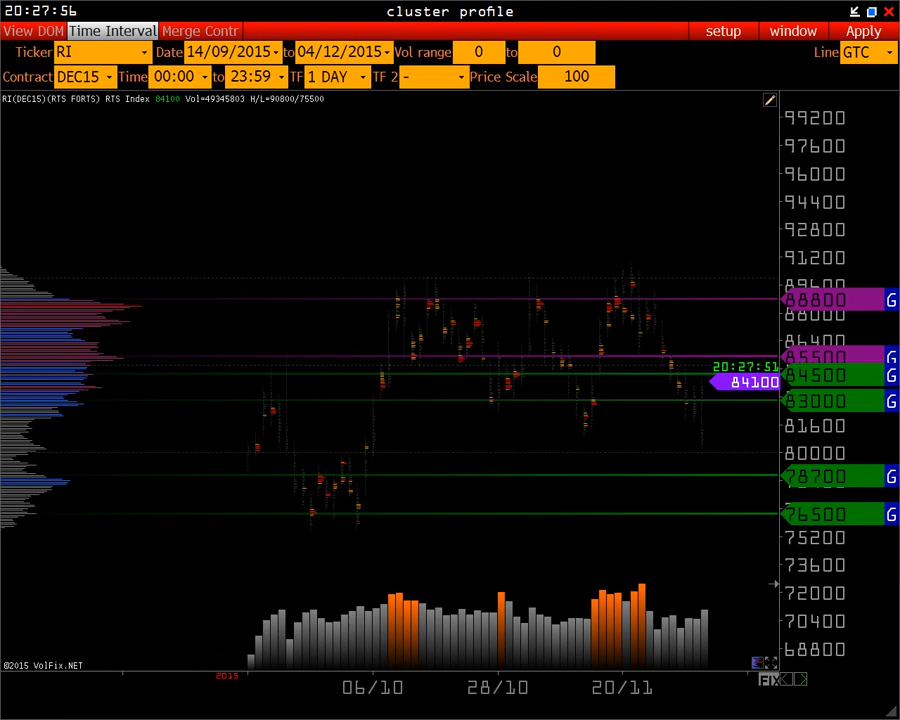 20:27:56 cluster profile
View DOM Time Interval Merge Contr setup window Apply
Ticker RI Date 14/09/2015 to 04/12/2015 Vol range 0 to 0 Line GTC
Contract DEC15 Time 00:00 to 23:59 TF 1 DAY TF 2 - Price Scale 100
RI(DEC15)(RTS FORTS) RTS Index 84100 Vol=49345803 H/L=90800/75500
99200
97600
96000
94400
92800
91200
88800 G
88000
85500 G
20:27:51
84500 G
84100
83000 G
81600
80000
78700 G
76500 G
75200
73600
72000
70400
68800
©2015 VolFix.NET
2015 FIX
06/10 28/10 20/11